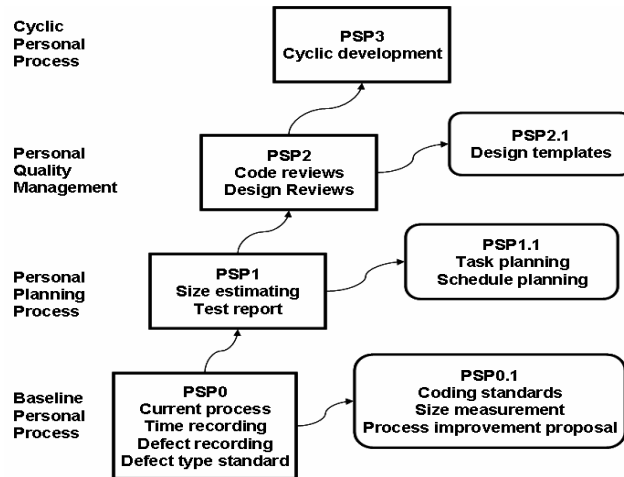 Cyclic
Personal
Process
PSP3
Cyclic development
Personal
Quality
Management
PSP2
Code reviews
Design Reviews
PSP2.1
Design templates
Personal
Planning
Process
PSP1
Size estimating
Test report
PSP1.1
Task planning
Schedule planning
Baseline
Personal
Process
PSP0
Current process
Time recording
Defect recording
Defect type standard
PSP0.1
Coding standards
Size measurement
Process improvement proposal